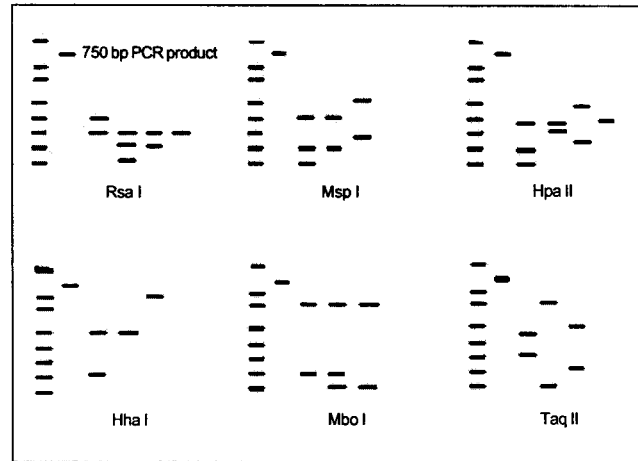 750 bp PCR product
Rsa I
Msp I
Hpa II
Hha I
Mbo I
Taq II